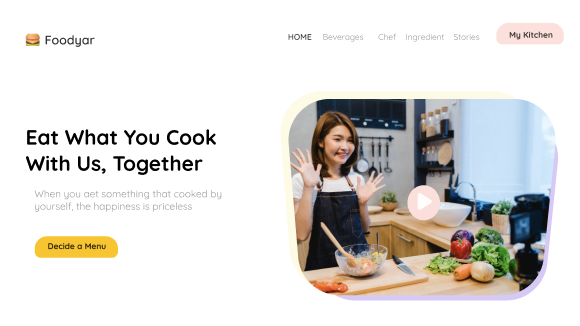 Foodyar
HOME Beverages Chef Ingredient Stories My Kitchen
Eat What You Cook
With Us, Together
When you aet something that cooked by
yourself, the happiness is priceless
Decide a Menu